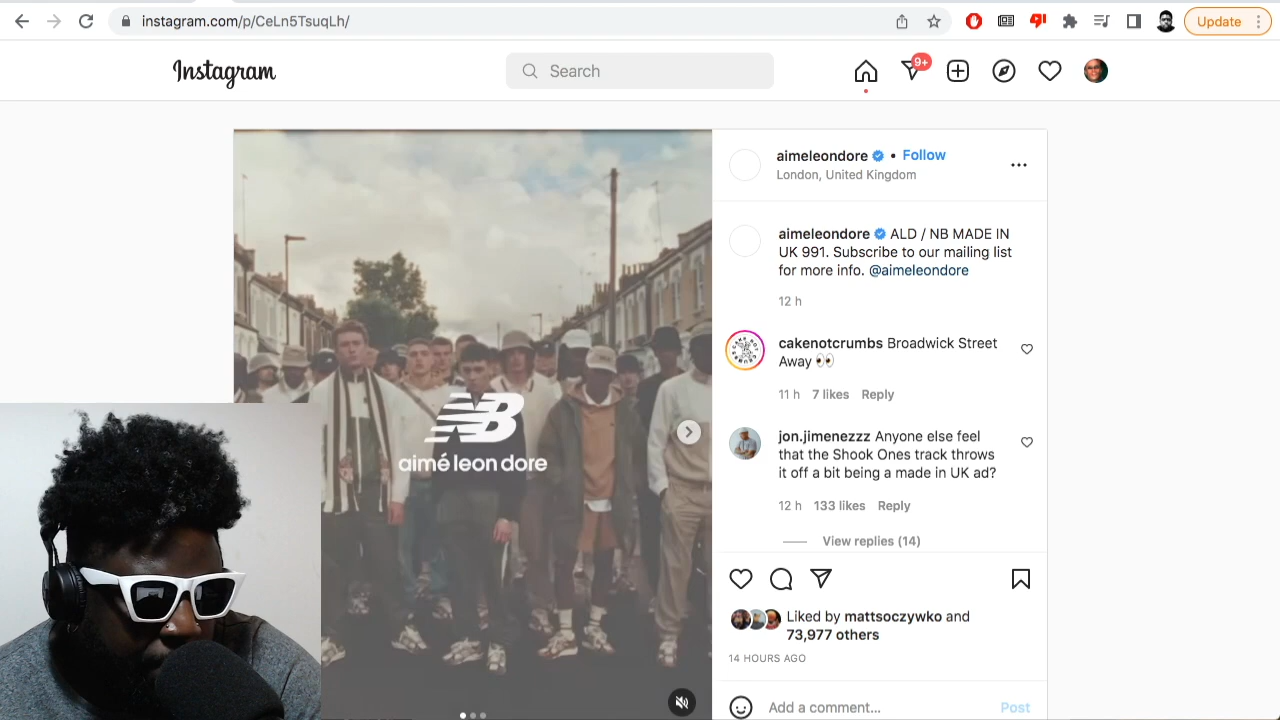 instagram.com/p/CeLn5TsuqLh/
Update
Instagram
Search
9+
aimeleondore • Follow
London, United Kingdom
aimeleondore ALD / NB MADE IN
UK 991. Subscribe to our mailing list
for more info. @aimeleondore
12 h
cakenotcrumbs Broadwick Street
Away 👀
11 h 7 likes Reply
jon.jimenezzz Anyone else feel
that the Shook Ones track throws
it off a bit being a made in UK ad?
12 h 133 likes Reply
View replies (14)
NB
aimé leon dore
Liked by mattsoczywko and
73,977 others
14 HOURS AGO
Add a comment...
Post